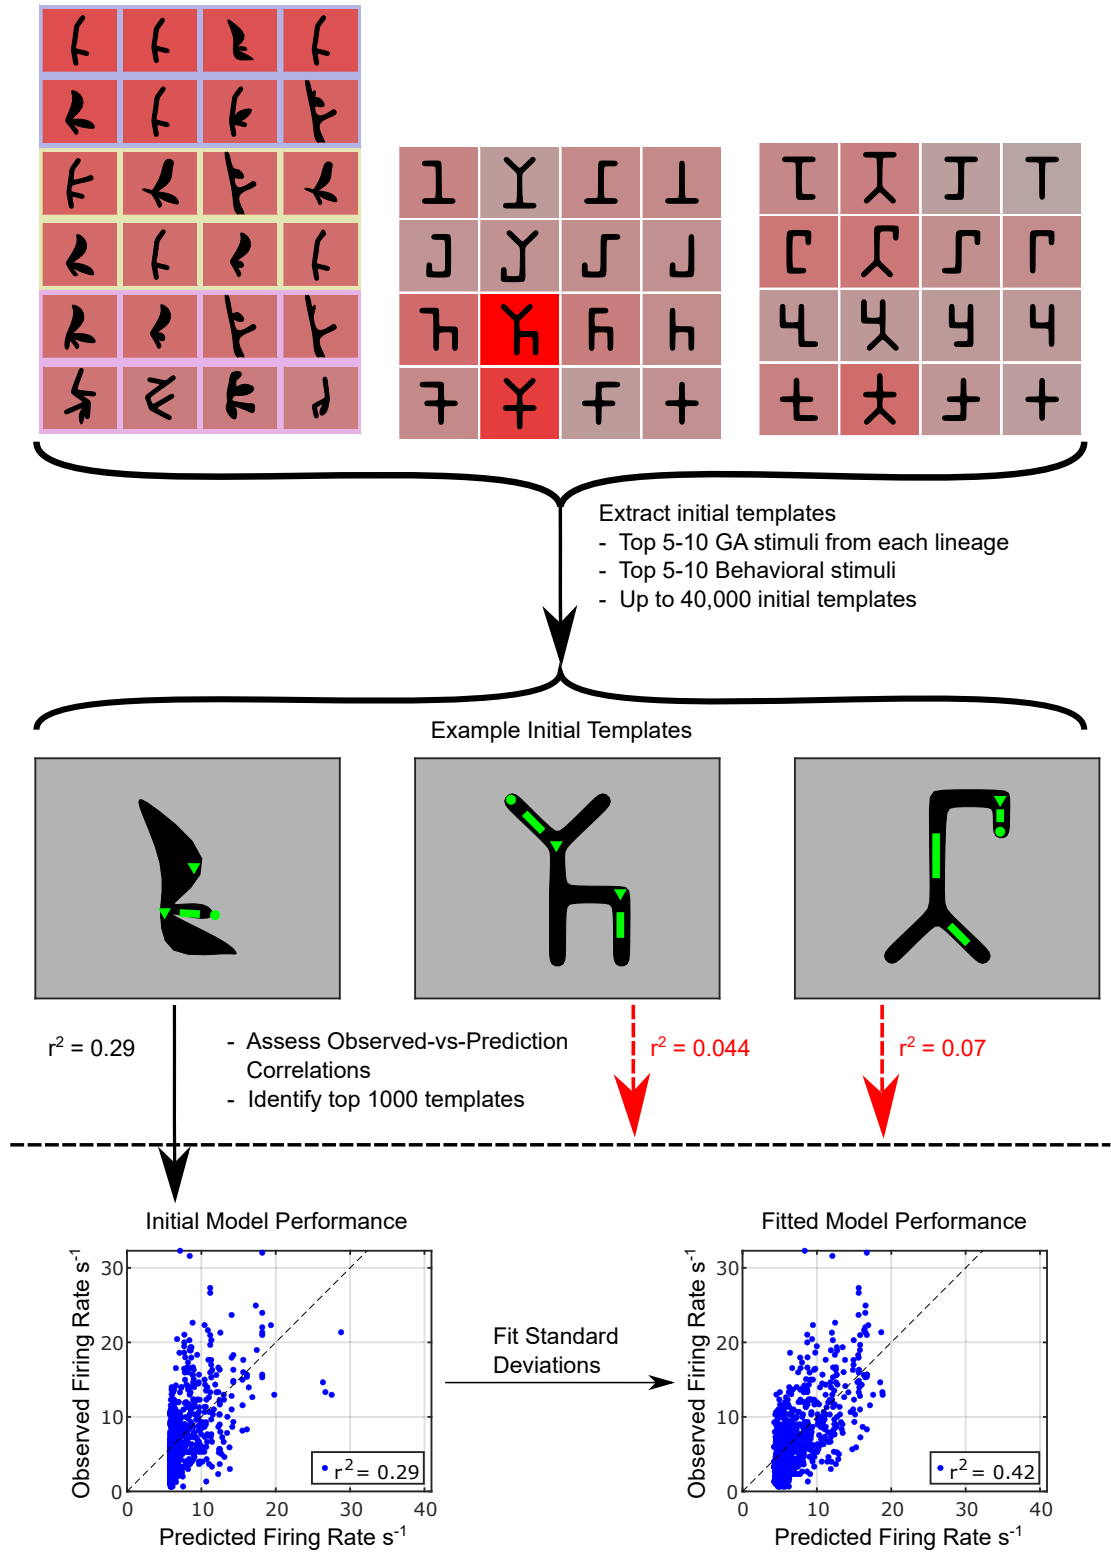 Extract initial templates
- Top 5-10 GA stimuli from each lineage
- Top 5-10 Behavioral stimuli
- Up to 40,000 initial templates
Example Initial Templates
r² = 0.29
- Assess Observed-vs-Prediction
Correlations
- Identify top 1000 templates
r² = 0.044
r² = 0.07
Initial Model Performance
Observed Firing Rate s⁻¹
30
20
10
0
0 10 20 30 40
r² = 0.29
Predicted Firing Rate s⁻¹
Fit Standard
Deviations
Fitted Model Performance
Observed Firing Rate s⁻¹
30
20
10
0
0 10 20 30 40
r² = 0.42
Predicted Firing Rate s⁻¹